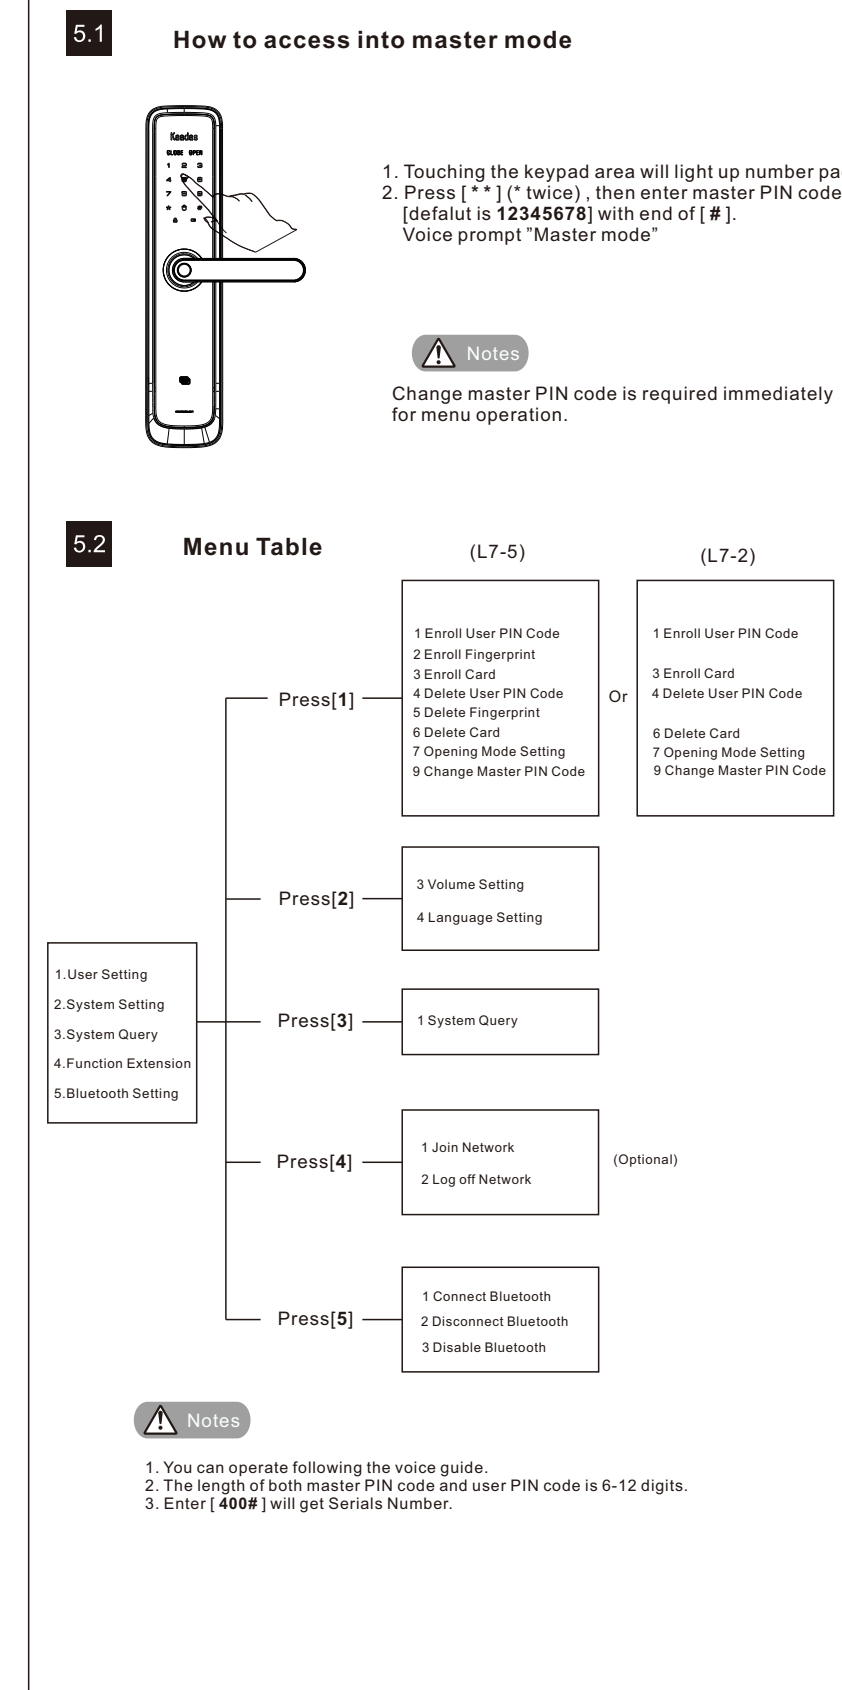 5.1
How to access into master mode
Kaadas
CLOSE OPEN
1 2 3
4 6
7 8 9
* 0 #
1. Touching the keypad area will light up number pa
2. Press [ * * ] (* twice) , then enter master PIN code
[defalut is 12345678] with end of [ # ].
Voice prompt ”Master mode”
Notes
Change master PIN code is required immediately
for menu operation.
5.2
Menu Table
(L7-5)
(L7-2)
Press[1]
1 Enroll User PIN Code
2 Enroll Fingerprint
3 Enroll Card
4 Delete User PIN Code
5 Delete Fingerprint
6 Delete Card
7 Opening Mode Setting
9 Change Master PIN Code
Or
1 Enroll User PIN Code
3 Enroll Card
4 Delete User PIN Code
6 Delete Card
7 Opening Mode Setting
9 Change Master PIN Code
Press[2]
3 Volume Setting
4 Language Setting
1.User Setting
2.System Setting
3.System Query
4.Function Extension
5.Bluetooth Setting
Press[3]
1 System Query
Press[4]
1 Join Network
2 Log off Network
(Optional)
Press[5]
1 Connect Bluetooth
2 Disconnect Bluetooth
3 Disable Bluetooth
Notes
1. You can operate following the voice guide.
2. The length of both master PIN code and user PIN code is 6-12 digits.
3. Enter [ 400# ] will get Serials Number.